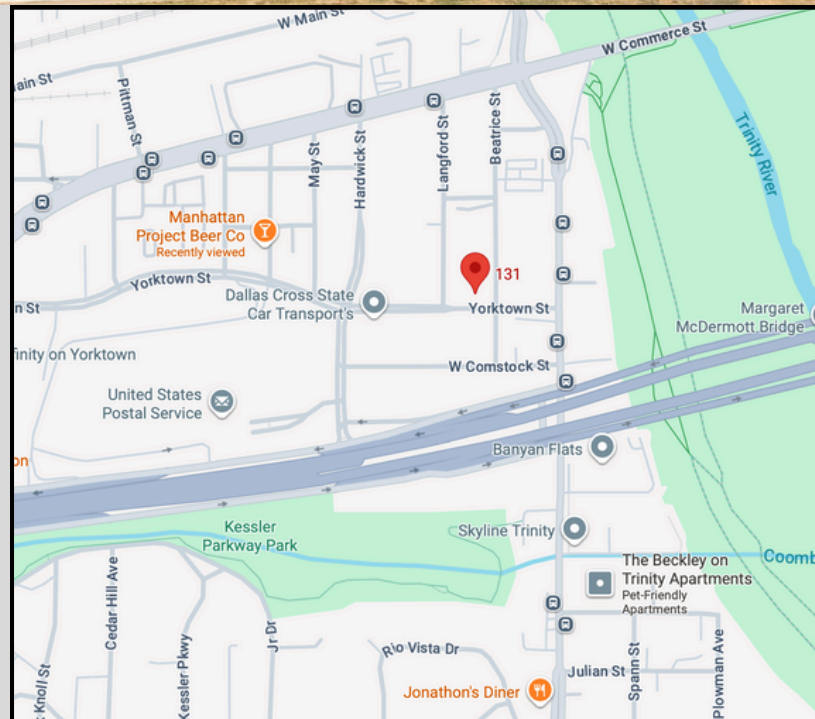 W Main St
W Commerce St
ain St
Pittman St
May St
Hardwick St
Langford St
Beatrice St
Trinity River
Manhattan
Project Beer Co
Recently viewed
131
Yorktown St
Dallas Cross State
Car Transport's
Yorktown St
n St
Margaret
McDermott Bridge
inity on Yorktown
W Comstock St
United States
Postal Service
Banyan Flats
on
Kessler
Parkway Park
Skyline Trinity
The Beckley on
Trinity Apartments
Pet-Friendly
Apartments
Coomb
Cedar Hill Ave
Kessler Pkwy
Jr Dr
Rio Vista Dr
Knoll St
Julian St
Spann St
Plowman Ave
Jonathon's Diner